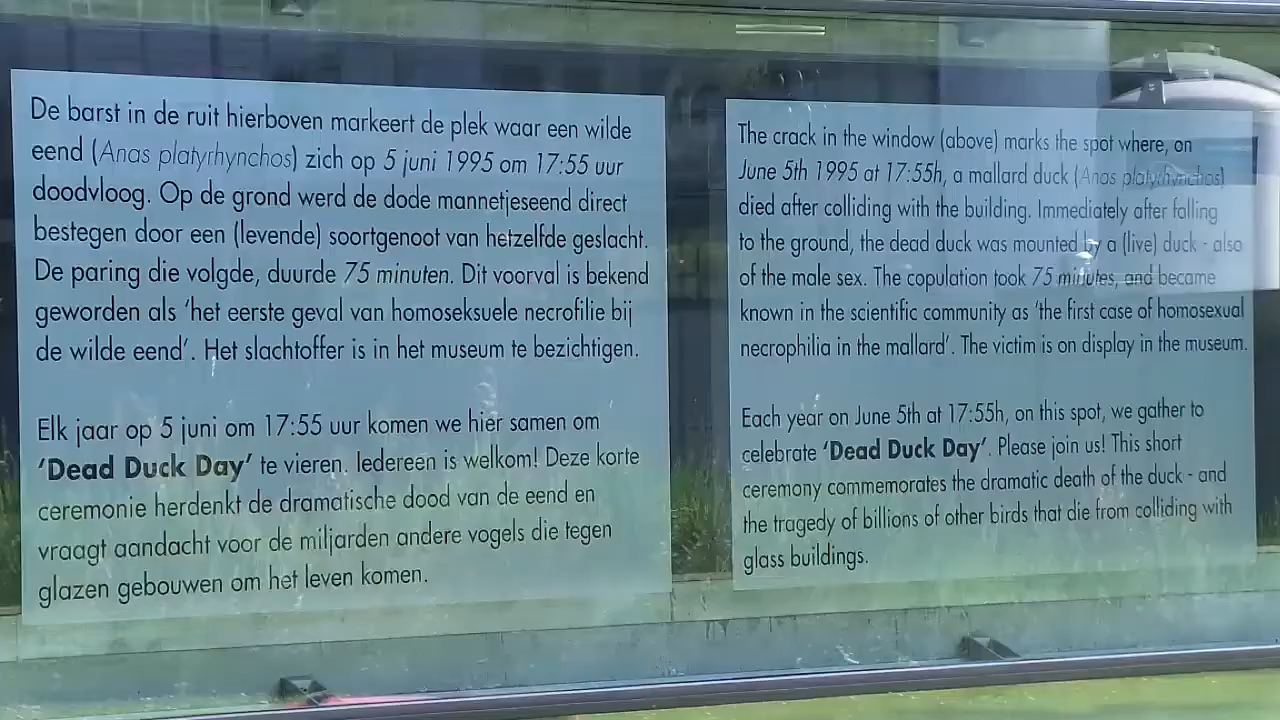 De barst in de ruit hierboven markeert de plek waar een wilde
eend (Anas platyrhynchos) zich op 5 juni 1995 om 17:55 uur
doodvloog. Op de grond werd de dode mannetjeseend direct
bestegen door een (levende) soortgenoot van hetzelfde geslacht.
De paring die volgde, duurde 75 minuten. Dit voorval is bekend
geworden als 'het eerste geval van homoseksuele necrofilie bij
de wilde eend'. Het slachtoffer is in het museum te bezichtigen.
Elk jaar op 5 juni om 17:55 uur komen we hier samen om
'Dead Duck Day' te vieren. Iedereen is welkom! Deze korte
ceremonie herdenkt de dramatische dood van de eend en
vraagt aandacht voor de miljarden andere vogels die tegen
glazen gebouwen om het leven komen.
The crack in the window (above) marks the spot where, on
June 5th 1995 at 17:55h, a mallard duck (Anas platyrhynchos)
died after colliding with the building. Immediately after falling
to the ground, the dead duck was mounted by a (live) duck - also
of the male sex. The copulation took 75 minutes, and became
known in the scientific community as 'the first case of homosexual
necrophilia in the mallard'. The victim is on display in the museum.
Each year on June 5th at 17:55h, on this spot, we gather to
celebrate 'Dead Duck Day'. Please join us! This short
ceremony commemorates the dramatic death of the duck - and
the tragedy of billions of other birds that die from colliding with
glass buildings.